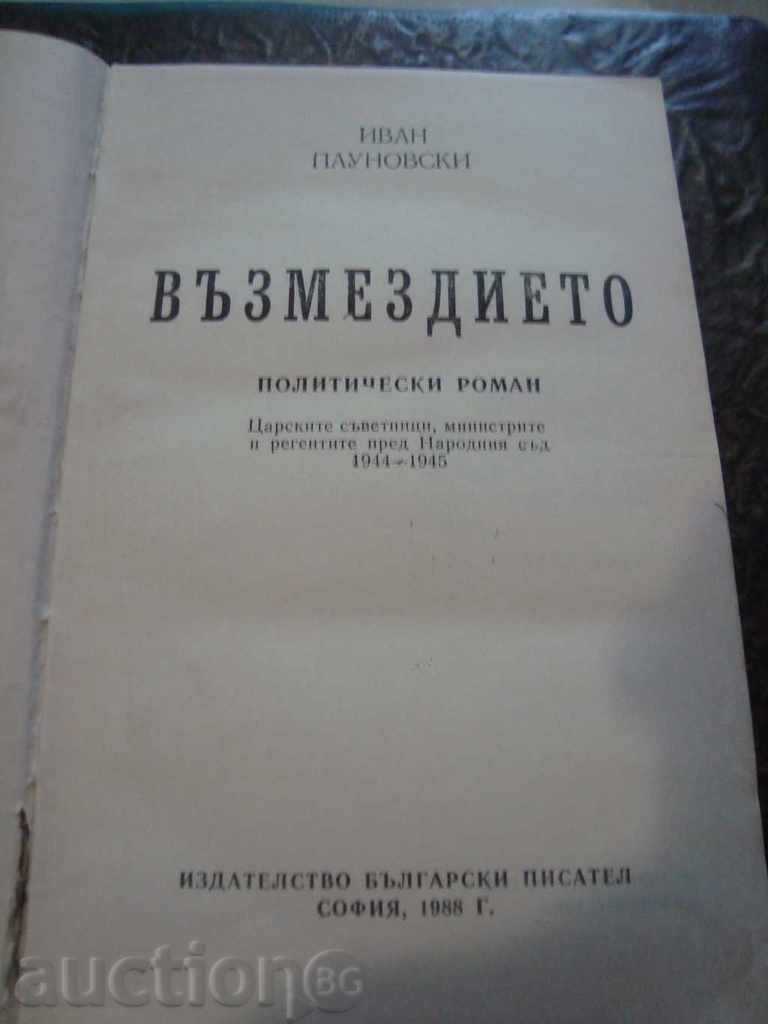 ИВАН
ПАУНОВСКИ
ВЪЗМЕЗДИЕТО
ПОЛИТИЧЕСКИ РОМАН
Царските съветници, министрите
и регентите пред Народния съд
1944—1945
ИЗДАТЕЛСТВО БЪЛГАРСКИ ПИСАТЕЛ
СОФИЯ, 1988 Г.
auctionBG